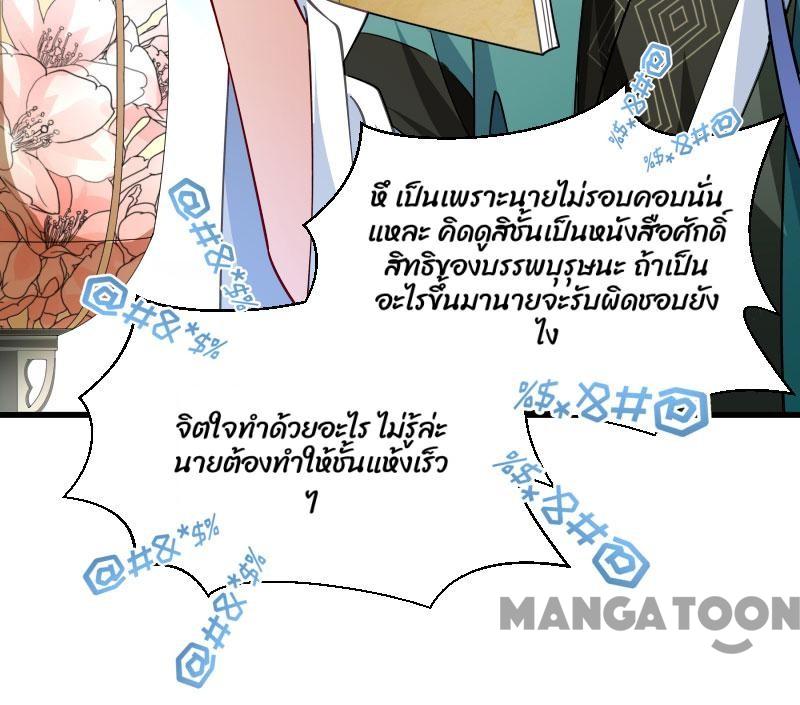 %$*&#@
%$*&#@
หึ เป็นเพราะนายไม่รอบคอบนั่น
แหละ คิดดูสิชั้นเป็นหนังสือศักดิ์
สิทธิของบรรพบุรุษนะ ถ้าเป็น
อะไรขึ้นมานายจะรับผิดชอบยัง
ไง
@#&*$%
@#&*$%
%$*&#@
จิตใจทำด้วยอะไร ไม่รู้ล่ะ
นายต้องทำให้ชั้นแห้งเร็ว
ๆ
%$*&#@
@#&*$%
@#&*$%
MANGATOON